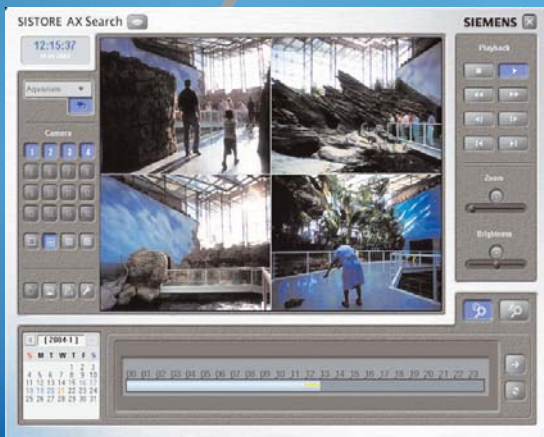 SISTORE AX Search
SIEMENS
12:15:37
Aquarium
Camera
1 2 3 4
Playback
Zoom
Brightness
[2004-1]
S M T W T F S
1 2 3
4 5 6 7 8 9 10
11 12 13 14 15 16 17
18 19 20 21 22 23 24
25 26 27 28 29 30 31
00 01 02 03 04 05 06 07 08 09 10 11 12 13 14 15 16 17 18 19 20 21 22 23